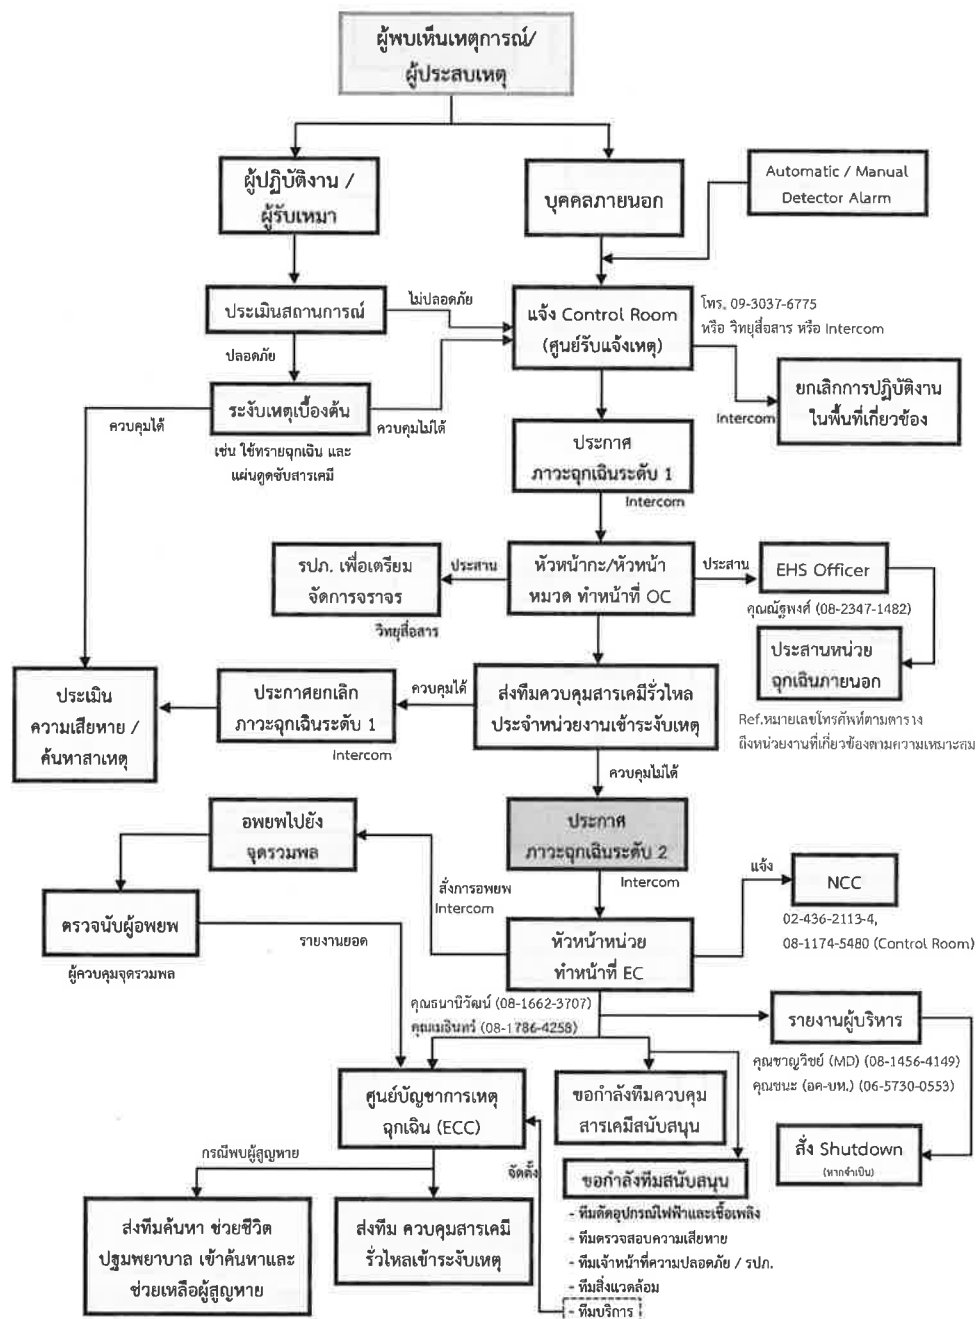 ผู้พบเห็นเหตุการณ์/
ผู้ประสบเหตุ
ผู้ปฏิบัติงาน /
ผู้รับเหมา
บุคคลภายนอก
Automatic / Manual
Detector Alarm
ประเมินสถานการณ์
ไม่ปลอดภัย
แจ้ง Control Room
(ศูนย์รับแจ้งเหตุ)
โทร. 09-3037-6775
หรือ วิทยุสื่อสาร หรือ Intercom
ปลอดภัย
ระงับเหตุเบื้องต้น
ควบคุมได้
ควบคุมไม่ได้
เช่น ใช้ทรายฉุกเฉิน และ
แผ่นดูดซับสารเคมี
Intercom
ยกเลิกการปฏิบัติงาน
ในพื้นที่เกี่ยวข้อง
ประกาศ
ภาวะฉุกเฉินระดับ 1
Intercom
รปภ. เพื่อเตรียม
จัดการจราจร
ประสาน
หัวหน้ากะ/หัวหน้า
หมวด ทำหน้าที่ OC
ประสาน
EHS Officer
วิทยุสื่อสาร
คุณณัฐพงศ์ (08-2347-1482)
ประสานหน่วย
ฉุกเฉินภายนอก
Ref.หมายเลขโทรศัพท์ตามตาราง
ถึงหน่วยงานที่เกี่ยวข้องตามความเหมาะสม
ประเมิน
ความเสียหาย /
ค้นหาสาเหตุ
ประกาศยกเลิก
ภาวะฉุกเฉินระดับ 1
Intercom
ควบคุมได้
ส่งทีมควบคุมสารเคมีรั่วไหล
ประจำหน่วยงานเข้าระงับเหตุ
ควบคุมไม่ได้
อพยพไปยัง
จุดรวมพล
ประกาศ
ภาวะฉุกเฉินระดับ 2
Intercom
สั่งการอพยพ
Intercom
แจ้ง
NCC
02-436-2113-4,
08-1174-5480 (Control Room)
ตรวจนับผู้อพยพ
ผู้ควบคุมจุดรวมพล
รายงานยอด
หัวหน้าหน่วย
ทำหน้าที่ EC
คุณธนานิวัฒน์ (08-1662-3707)
คุณเมธินทร์ (08-1786-4258)
รายงานผู้บริหาร
คุณชาญวิชย์ (MD) (08-1456-4149)
คุณชนะ (อค-บห.) (06-5730-0553)
ศูนย์บัญชาการเหตุ
ฉุกเฉิน (ECC)
ขอกำลังทีมควบคุม
สารเคมีสนับสนุน
สั่ง Shutdown
(หากจำเป็น)
กรณีพบผู้สูญหาย
จัดตั้ง
ขอกำลังทีมสนับสนุน
- ทีมตัดอุปกรณ์ไฟฟ้าและเชื้อเพลิง
- ทีมตรวจสอบความเสียหาย
- ทีมเจ้าหน้าที่ความปลอดภัย / รปภ.
- ทีมสิ่งแวดล้อม
- ทีมบริการ
ส่งทีมค้นหา ช่วยชีวิต
ปฐมพยาบาล เข้าค้นหาและ
ช่วยเหลือผู้สูญหาย
ส่งทีม ควบคุมสารเคมี
รั่วไหลเข้าระงับเหตุ